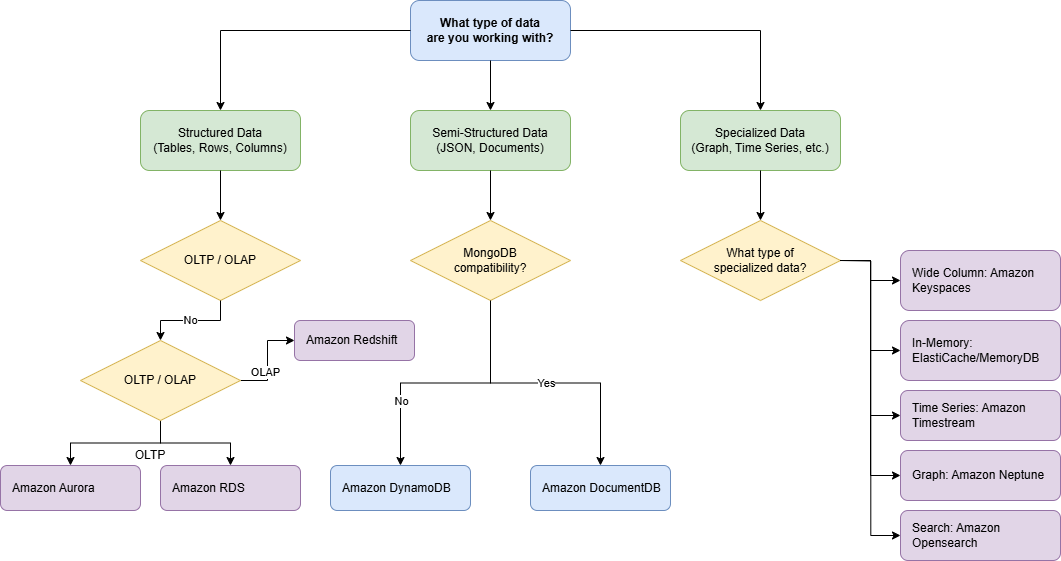 What type of data
are you working with?
Structured Data
(Tables, Rows, Columns)
Semi-Structured Data
(JSON, Documents)
Specialized Data
(Graph, Time Series, etc.)
OLTP / OLAP
MongoDB
compatibility?
What type of
specialized data?
No
OLTP / OLAP
OLAP
Amazon Redshift
OLTP
Amazon Aurora
Amazon RDS
No
Yes
Amazon DynamoDB
Amazon DocumentDB
Wide Column: Amazon
Keyspaces
In-Memory:
ElastiCache/MemoryDB
Time Series: Amazon
Timestream
Graph: Amazon Neptune
Search: Amazon
Opensearch